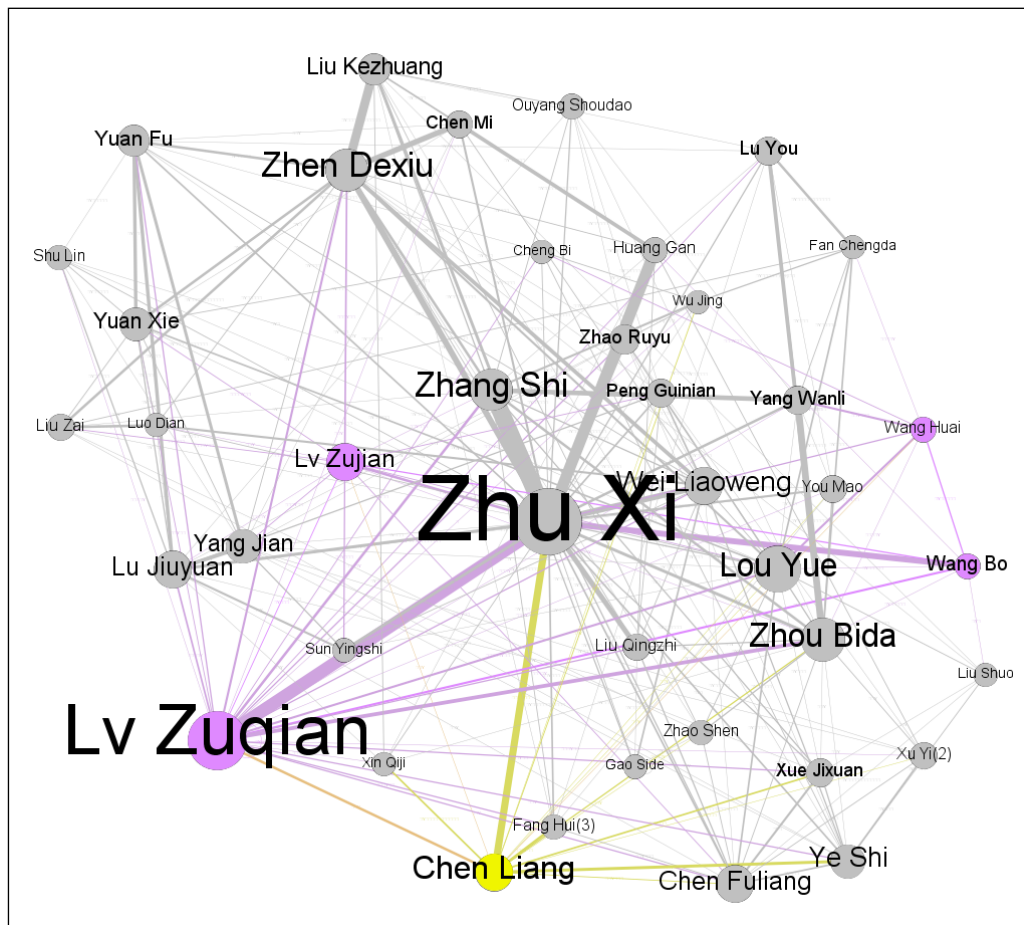 Liu Kezhuang
Ouyang Shoudao
Chen Mi
Yuan Fu
Lu You
Zhen Dexiu
Shu Lin
Cheng Bi
Huang Gan
Fan Chengda
Wu Jing
Yuan Xie
Zhao Ruyu
Zhang Shi
Peng Guinian
Yang Wanli
Liu Zai
Luo Dian
Wang Huai
Lv Zujian
Wei Liaoweng
You Mao
Zhu Xi
Yang Jian
Lu Jiuyuan
Lou Yue
Wang Bo
Zhou Bida
Sun Yingshi
Liu Qingzhi
Liu Shuo
Lv Zuqian
Zhao Shen
Xu Yi(2)
Xin Qiji
Gao Side
Xue Jixuan
Fang Hui(3)
Chen Liang
Ye Shi
Chen Fuliang